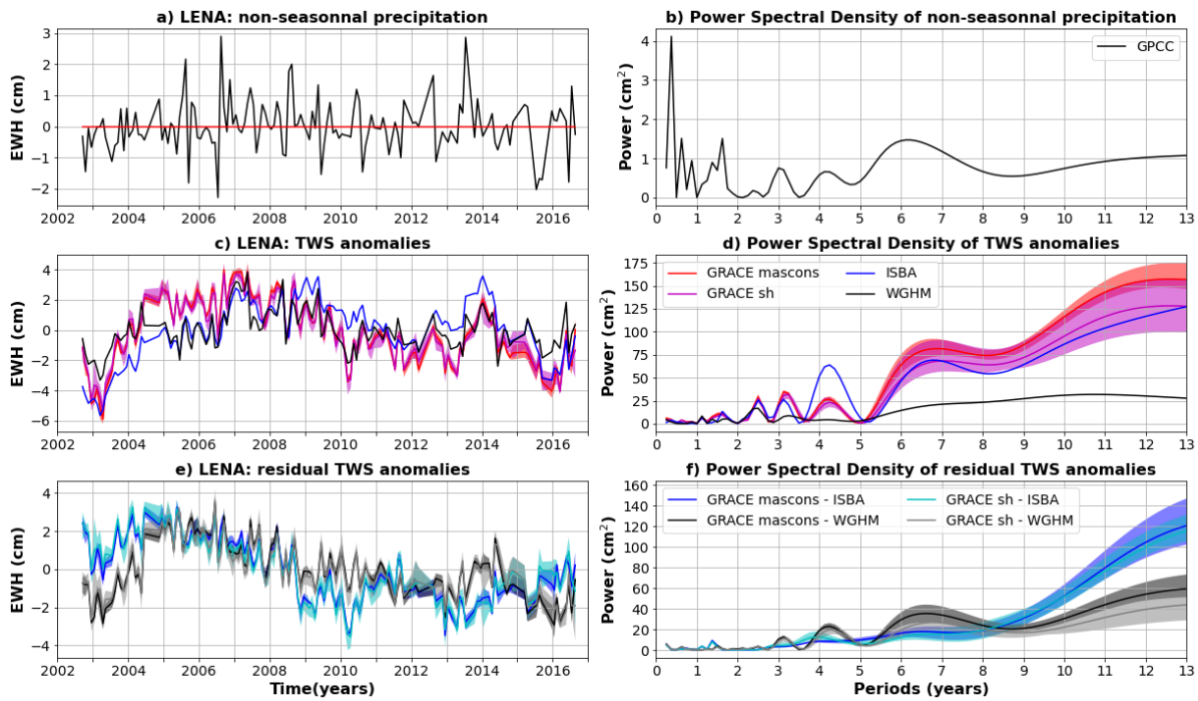 a) LENA: non-seasonnal precipitation
EWH (cm)
3
2
1
0
−1
−2
2002 2004 2006 2008 2010 2012 2014 2016
b) Power Spectral Density of non-seasonnal precipitation
Power (cm²)
4
3
2
1
0
GPCC
0 1 2 3 4 5 6 7 8 9 10 11 12 13
c) LENA: TWS anomalies
EWH (cm)
4
2
0
−2
−4
−6
2002 2004 2006 2008 2010 2012 2014 2016
d) Power Spectral Density of TWS anomalies
Power (cm²)
175
150
125
100
75
50
25
0
GRACE mascons ISBA
GRACE sh WGHM
0 1 2 3 4 5 6 7 8 9 10 11 12 13
e) LENA: residual TWS anomalies
EWH (cm)
4
2
0
−2
−4
2002 2004 2006 2008 2010 2012 2014 2016
Time(years)
f) Power Spectral Density of residual TWS anomalies
Power (cm²)
160
140
120
100
80
60
40
20
0
GRACE mascons - ISBA GRACE sh - ISBA
GRACE mascons - WGHM GRACE sh - WGHM
0 1 2 3 4 5 6 7 8 9 10 11 12 13
Periods (years)